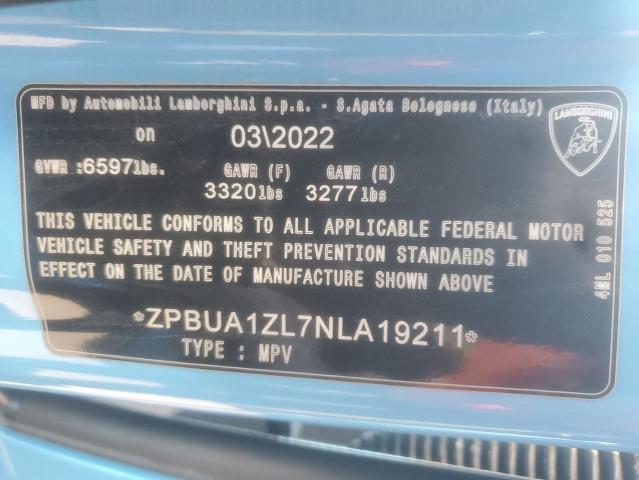 MFD by Automobili Lamborghini S.p.a. - S.Agata Bolognese (Italy)
on 03\2022
GVWR :6597lbs. GAWR (F) GAWR (R)
3320lbs 3277lbs
THIS VEHICLE CONFORMS TO ALL APPLICABLE FEDERAL MOTOR
VEHICLE SAFETY AND THEFT PREVENTION STANDARDS IN
EFFECT ON THE DATE OF MANUFACTURE SHOWN ABOVE
*ZPBUA1ZL7NLA19211*
TYPE : MPV
LAMBORGHINI
4ML 010 525